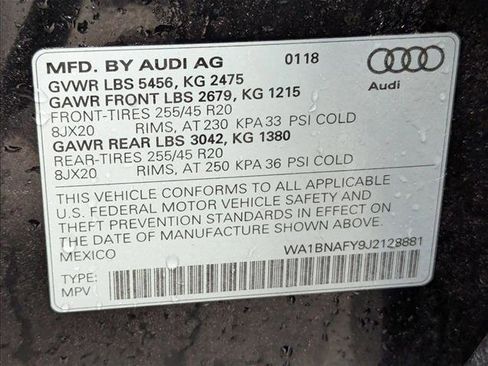 MFD. BY AUDI AG 0118
GVWR LBS 5456, KG 2475
GAWR FRONT LBS 2679, KG 1215
FRONT-TIRES 255/45 R20
8JX20 RIMS, AT 230 KPA 33 PSI COLD
GAWR REAR LBS 3042, KG 1380
REAR-TIRES 255/45 R20
8JX20 RIMS, AT 250 KPA 36 PSI COLD
Audi
THIS VEHICLE CONFORMS TO ALL APPLICABLE
U.S. FEDERAL MOTOR VEHICLE SAFETY AND
THEFT PREVENTION STANDARDS IN EFFECT
ON THE DATE OF MANUFACTURE SHOWN ABOVE.
MEXICO WA1BNAFY9J2128881
TYPE:
MPV